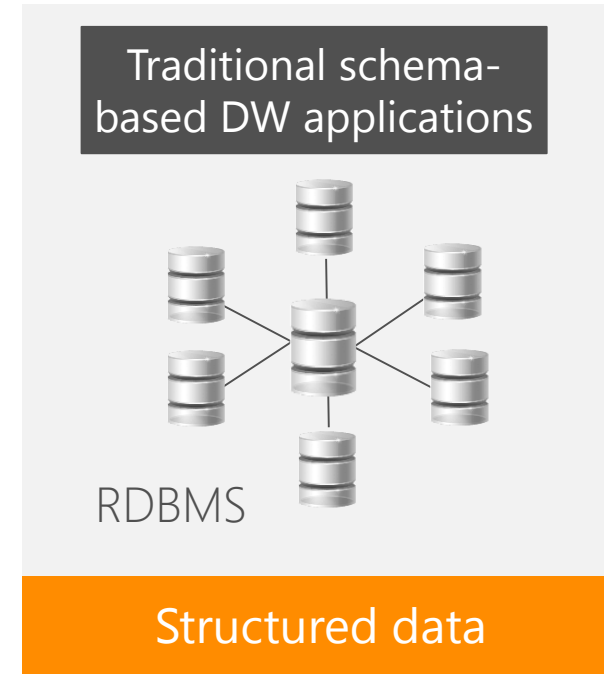 Traditional schema-
based DW applications
RDBMS
Structured data